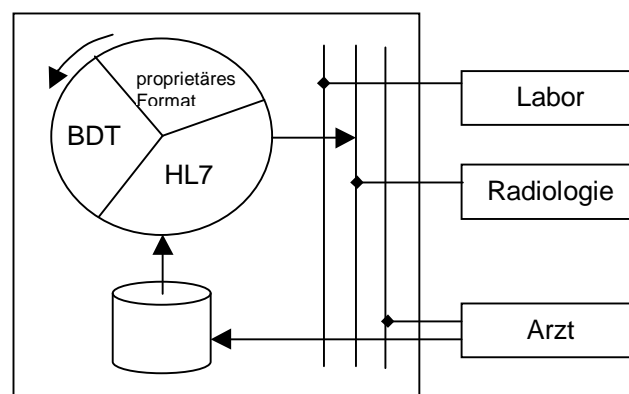 proprietäres
Format
BDT
HL7
Labor
Radiologie
Arzt